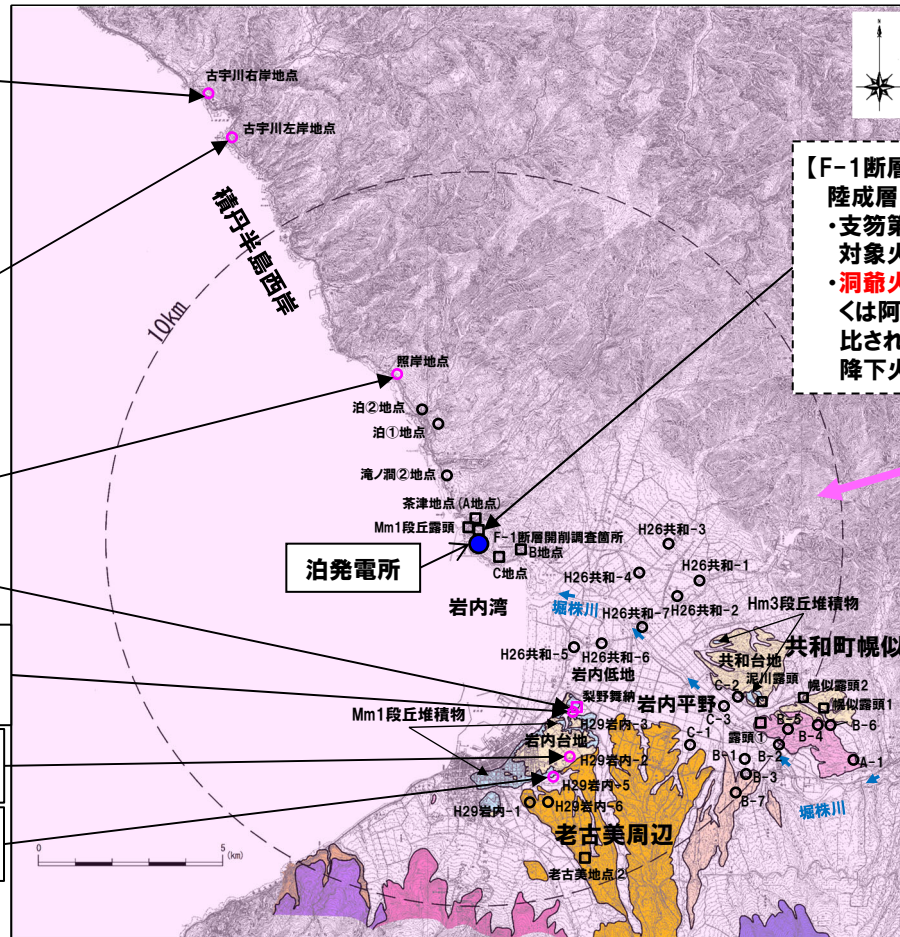 古宇川右岸地点
古宇川左岸地点
積丹半島西岸
10km
N
【F-1断層
陸成層
・支笏第
対象火
・洞爺火
くは阿
比され
降下火
照岸地点
泊②地点
泊①地点
滝ノ澗②地点
茶津地点(A地点)
Mm1段丘露頭
F-1断層開削調査箇所
B地点
C地点
泊発電所
岩内湾
堀株川
H26共和-3
H26共和-1
H26共和-4
H26共和-2
H26共和-7
Hm3段丘堆積物
H26共和-5
H26共和-6
岩内低地
共和台地
共和町幌似
泥川露頭
幌似露頭2
幌似露頭1
C-2
C-3
岩内平野
梨野舞納
Mm1段丘堆積物
H29岩内-3
岩内台地
H29岩内-2
H29岩内-5
H29岩内-1
H29岩内-6
C-1
露頭1
B-5
B-4
B-6
B-1
B-2
B-3
B-7
A-1
堀株川
老古美周辺
老古美地点2
0
5
(km)